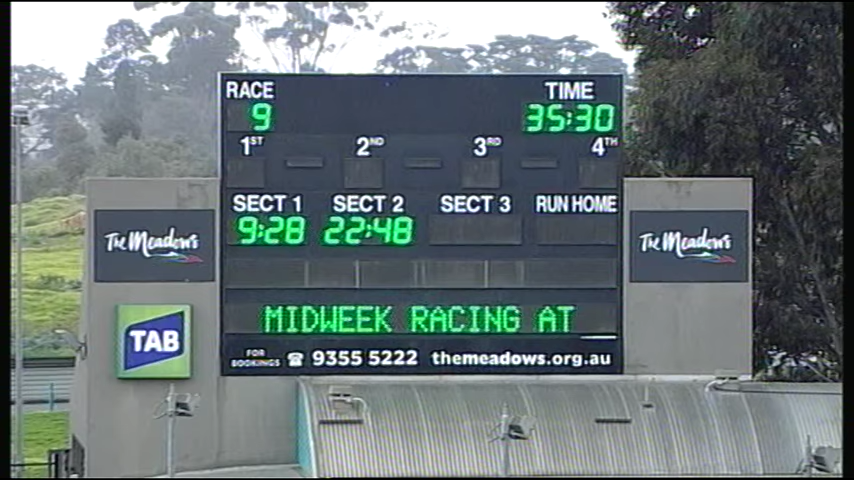 RACE TIME
9 35:30
1ST 2ND 3RD 4TH
SECT 1 SECT 2 SECT 3 RUN HOME
9:28 22:48
The Meadows
The Meadows
MIDWEEK RACING AT
TAB
FOR BOOKINGS ☎ 9355 5222 themeadows.org.au